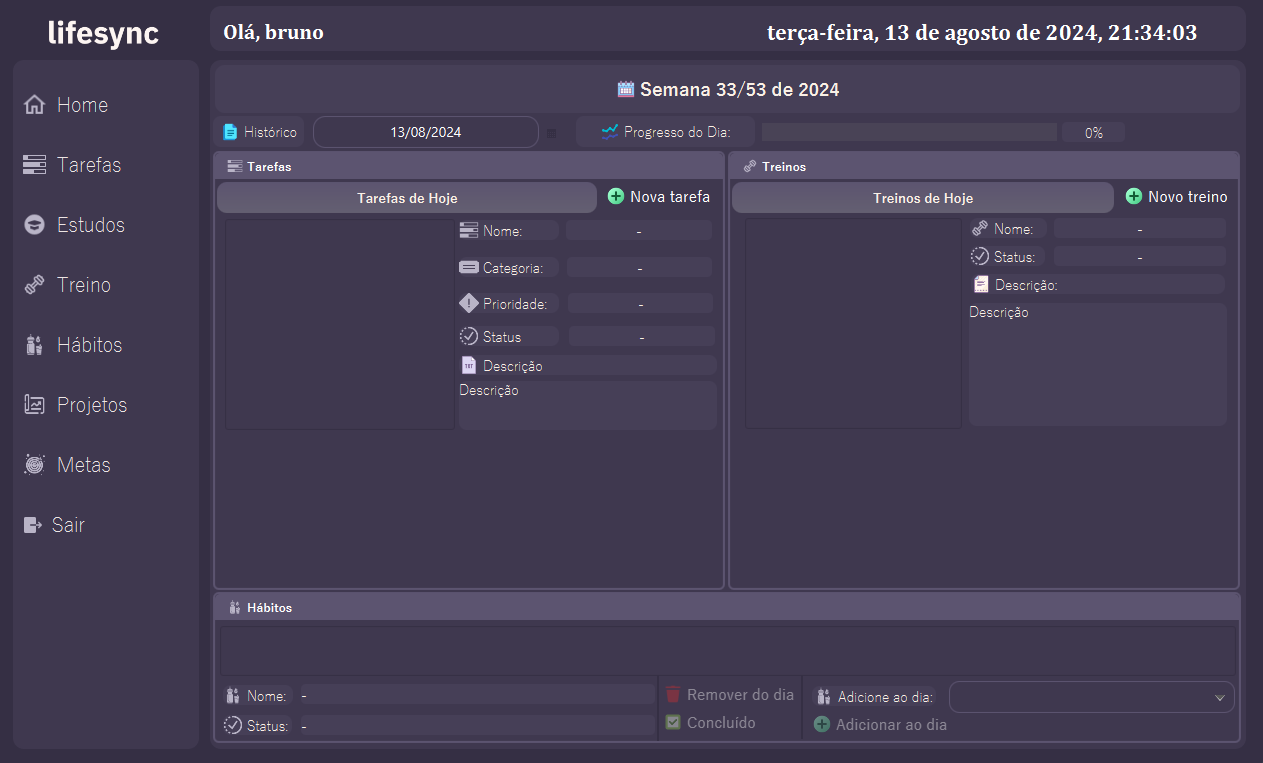 lifesync
Olá, bruno
terça-feira, 13 de agosto de 2024, 21:34:03
Home
Tarefas
Estudos
Treino
Hábitos
Projetos
Metas
Sair
Semana 33/53 de 2024
Histórico
13/08/2024
Progresso do Dia:
0%
Tarefas
Tarefas de Hoje
Nova tarefa
Nome:
-
Categoria:
-
Prioridade:
-
Status
-
TXT
Descrição
Descrição
Treinos
Treinos de Hoje
Novo treino
Nome:
-
Status:
-
Descrição:
Descrição
Hábitos
Nome:
-
Status:
-
Remover do dia
Concluído
Adicione ao dia:
Adicionar ao dia